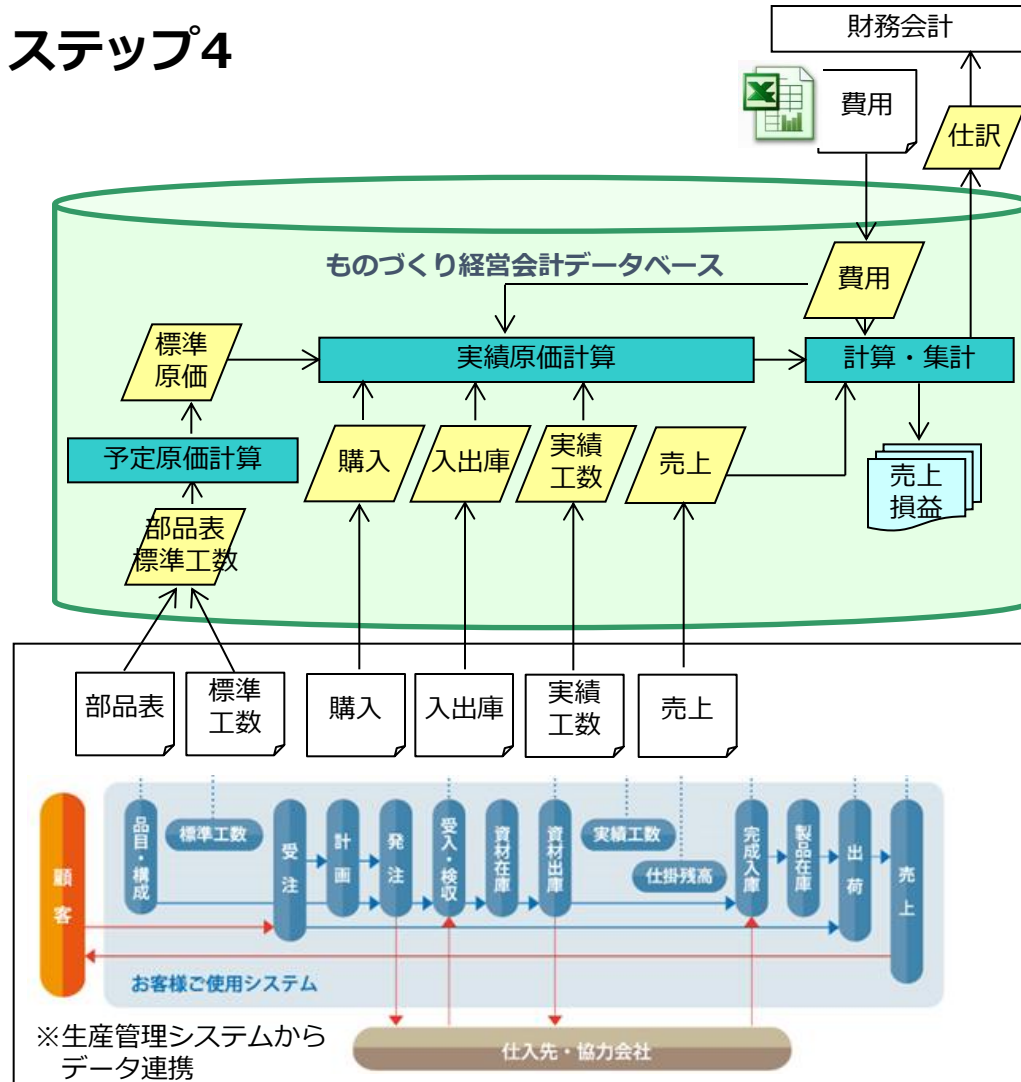 ステップ4
財務会計
費用
仕訳
ものづくり経営会計データベース
費用
標準
原価
実績原価計算
計算・集計
予定原価計算
購入
入出庫
実績
工数
売上
売上
損益
部品表
標準工数
部品表
標準
工数
購入
入出庫
実績
工数
売上
顧客
品目・構成
標準工数
受注
計画
発注
受入・検収
資材在庫
資材出庫
実績工数
仕掛残高
完成入庫
製品在庫
出荷
売上
お客様ご使用システム
※生産管理システムから
データ連携
仕入先・協力会社